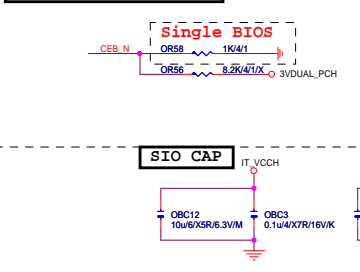 Single BIOS
CEB_N
OR58
1K/4/1
OR56
8.2K/4/1/X
3VDUAL_PCH
SIO CAP
IT_VCCH
OBC12
10u/6/X5R/6.3V/M
OBC3
0.1u/4/X7R/16V/K